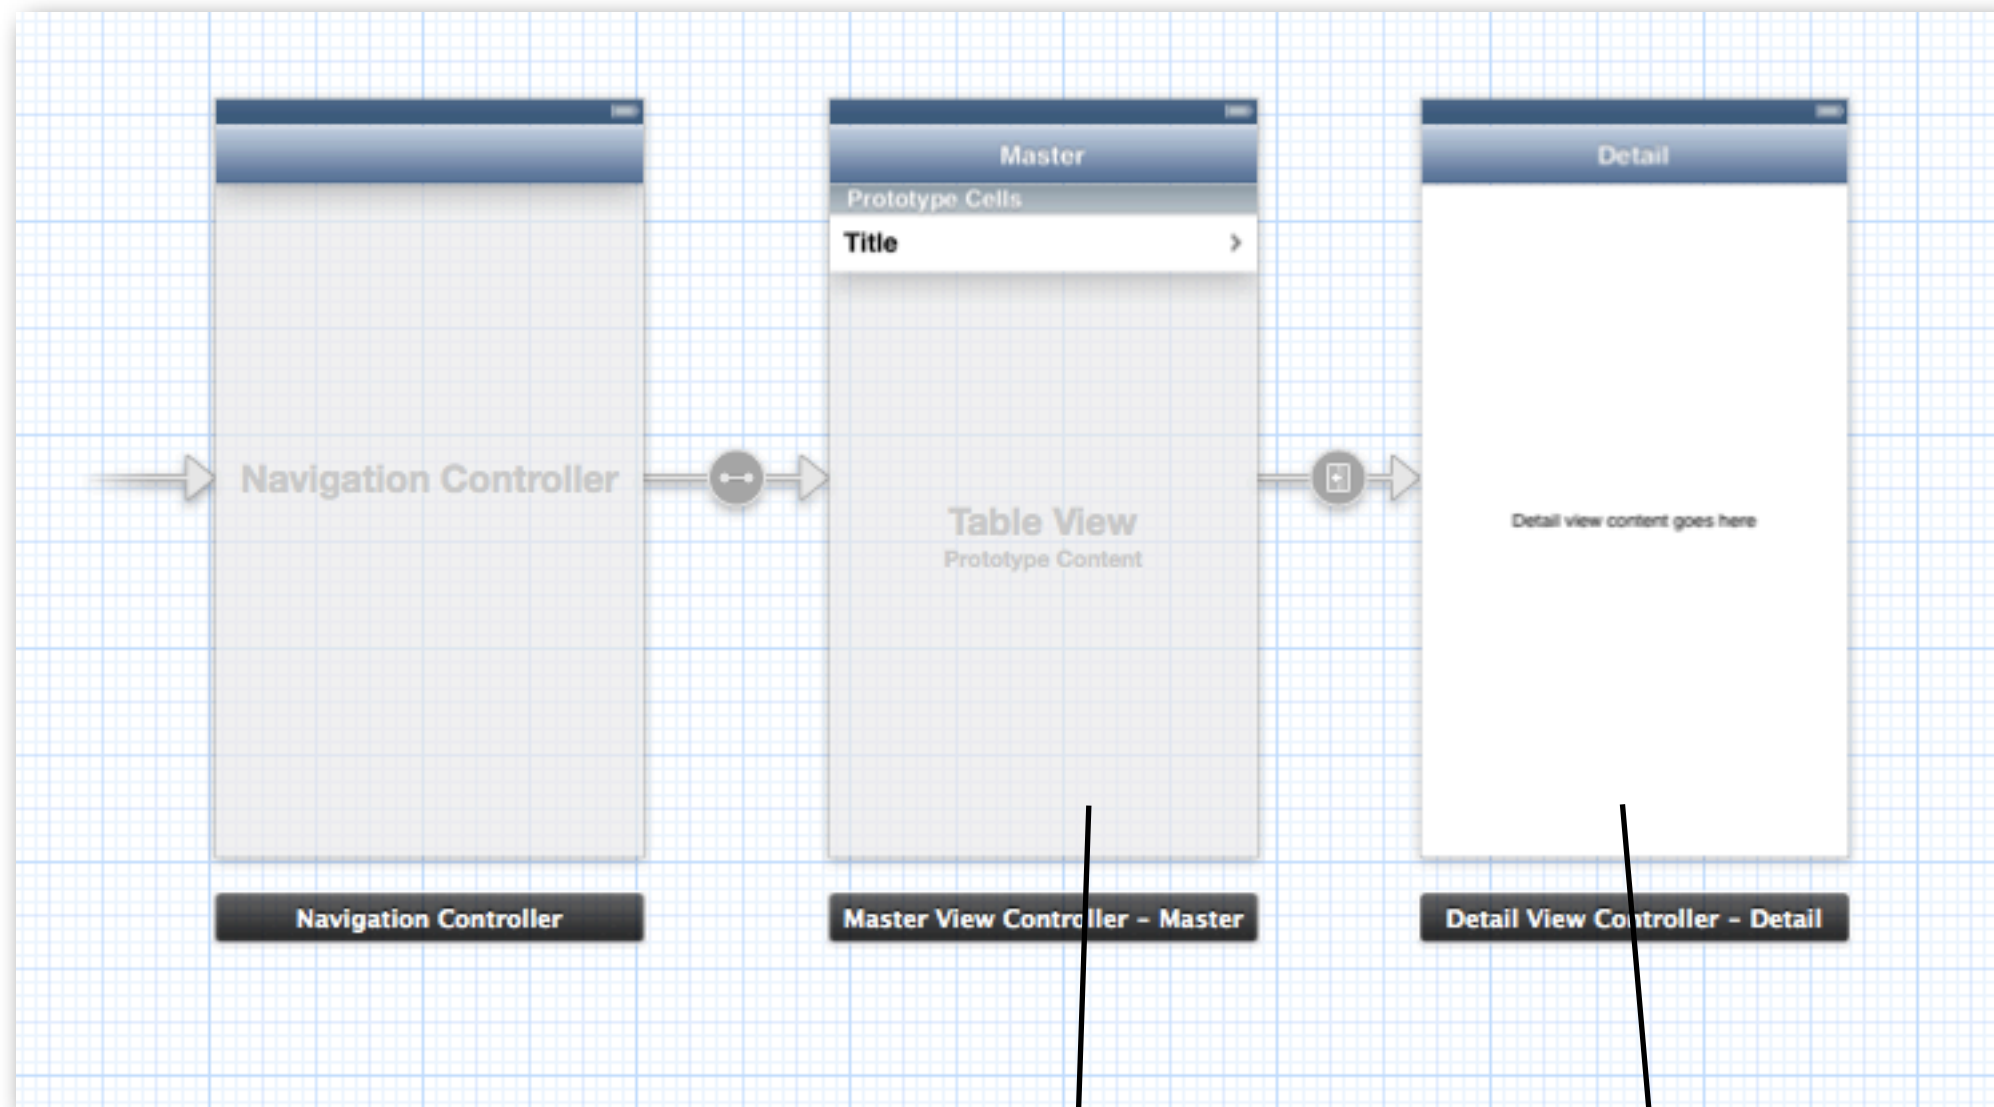 Navigation Controller
Navigation Controller
Master
Prototype Cells
Title
Table View
Prototype Content
Master View Controller – Master
Detail
Detail view content goes here
Detail View Controller – Detail